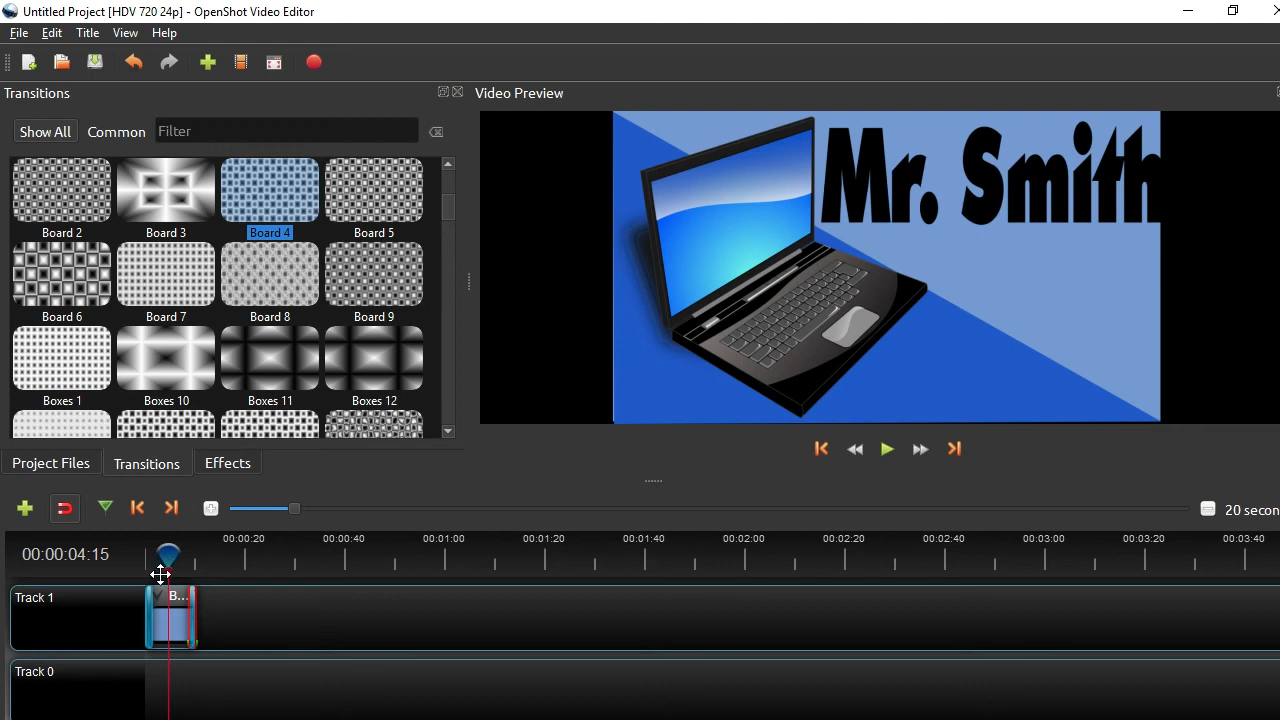 Untitled Project [HDV 720 24p] - OpenShot Video Editor
File Edit Title View Help
Transitions
Video Preview
Show All Common Filter
Mr. Smith
Board 2 Board 3 Board 4 Board 5
Board 6 Board 7 Board 8 Board 9
Boxes 1 Boxes 10 Boxes 11 Boxes 12
Project Files Transitions Effects
20 secon
00:00:04:15
00:00:20 00:00:40 00:01:00 00:01:20 00:01:40 00:02:00 00:02:20 00:02:40 00:03:00 00:03:20 00:03:40
Track 1 B...
Track 0